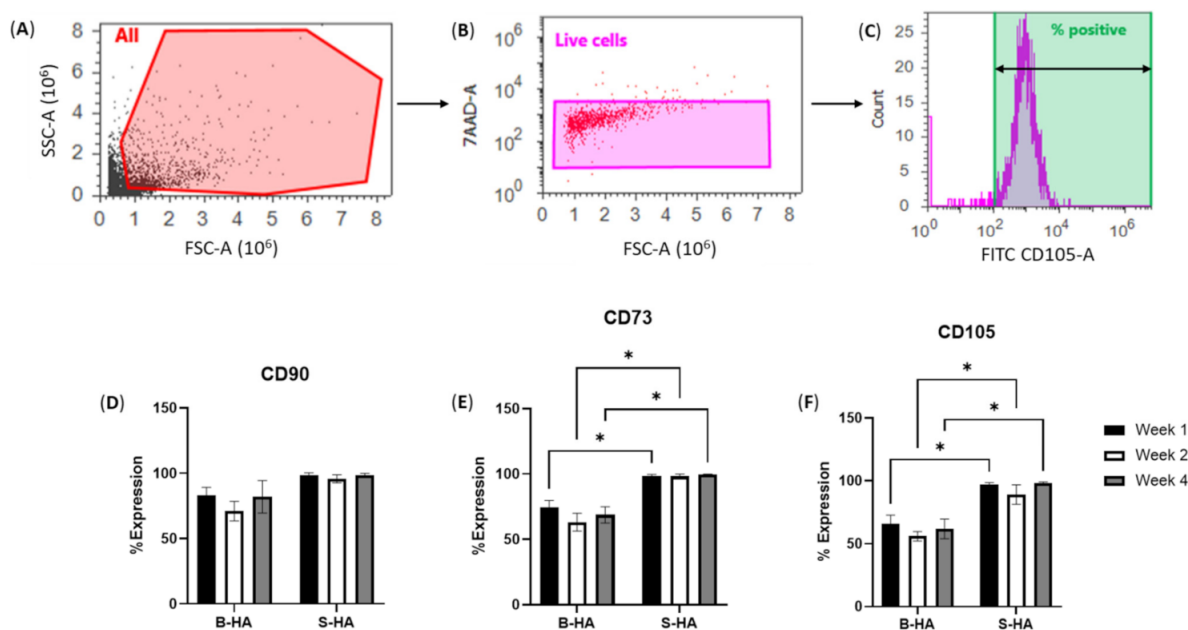 (A)
All
SSC-A (10⁶)
8
6
4
2
0
0 1 2 3 4 5 6 7 8
FSC-A (10⁶)
(B)
Live cells
7AAD-A
10⁶
10⁴
10²
10⁰
0 1 2 3 4 5 6 7 8
FSC-A (10⁶)
(C)
% positive
Count
25
20
15
10
5
0
10⁰ 10² 10⁴ 10⁶
FITC CD105-A
CD90
(D)
%Expression
150
100
50
0
B-HA S-HA
CD73
(E)
%Expression
150
100
50
0
*
*
*
B-HA S-HA
CD105
(F)
% Expression
150
100
50
0
*
*
*
B-HA S-HA
Week 1
Week 2
Week 4